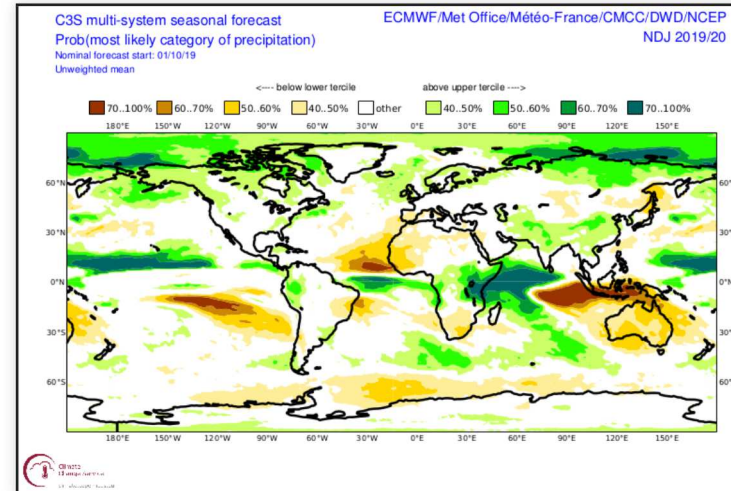 C3S multi-system seasonal forecast
ECMWF/Met Office/Météo-France/CMCC/DWD/NCEP
Prob(most likely category of precipitation)
NDJ 2019/20
Nominal forecast start: 01/10/19
Unweighted mean
<---- below lower tercile
above upper tercile ---->
70..100% 60..70% 50..60% 40..50% other 40..50% 50..60% 60..70% 70..100%
180°E 150°W 120°W 90°W 60°W 30°W 0°E 30°E 60°E 90°E 120°E 150°E
60°N 60°N
30°N 30°N
0°N 0°N
30°S 30°S
60°S 60°S
180°E 150°W 120°W 90°W 60°W 30°W 0°E 30°E 60°E 90°E 120°E 150°E
Climate
Change Service